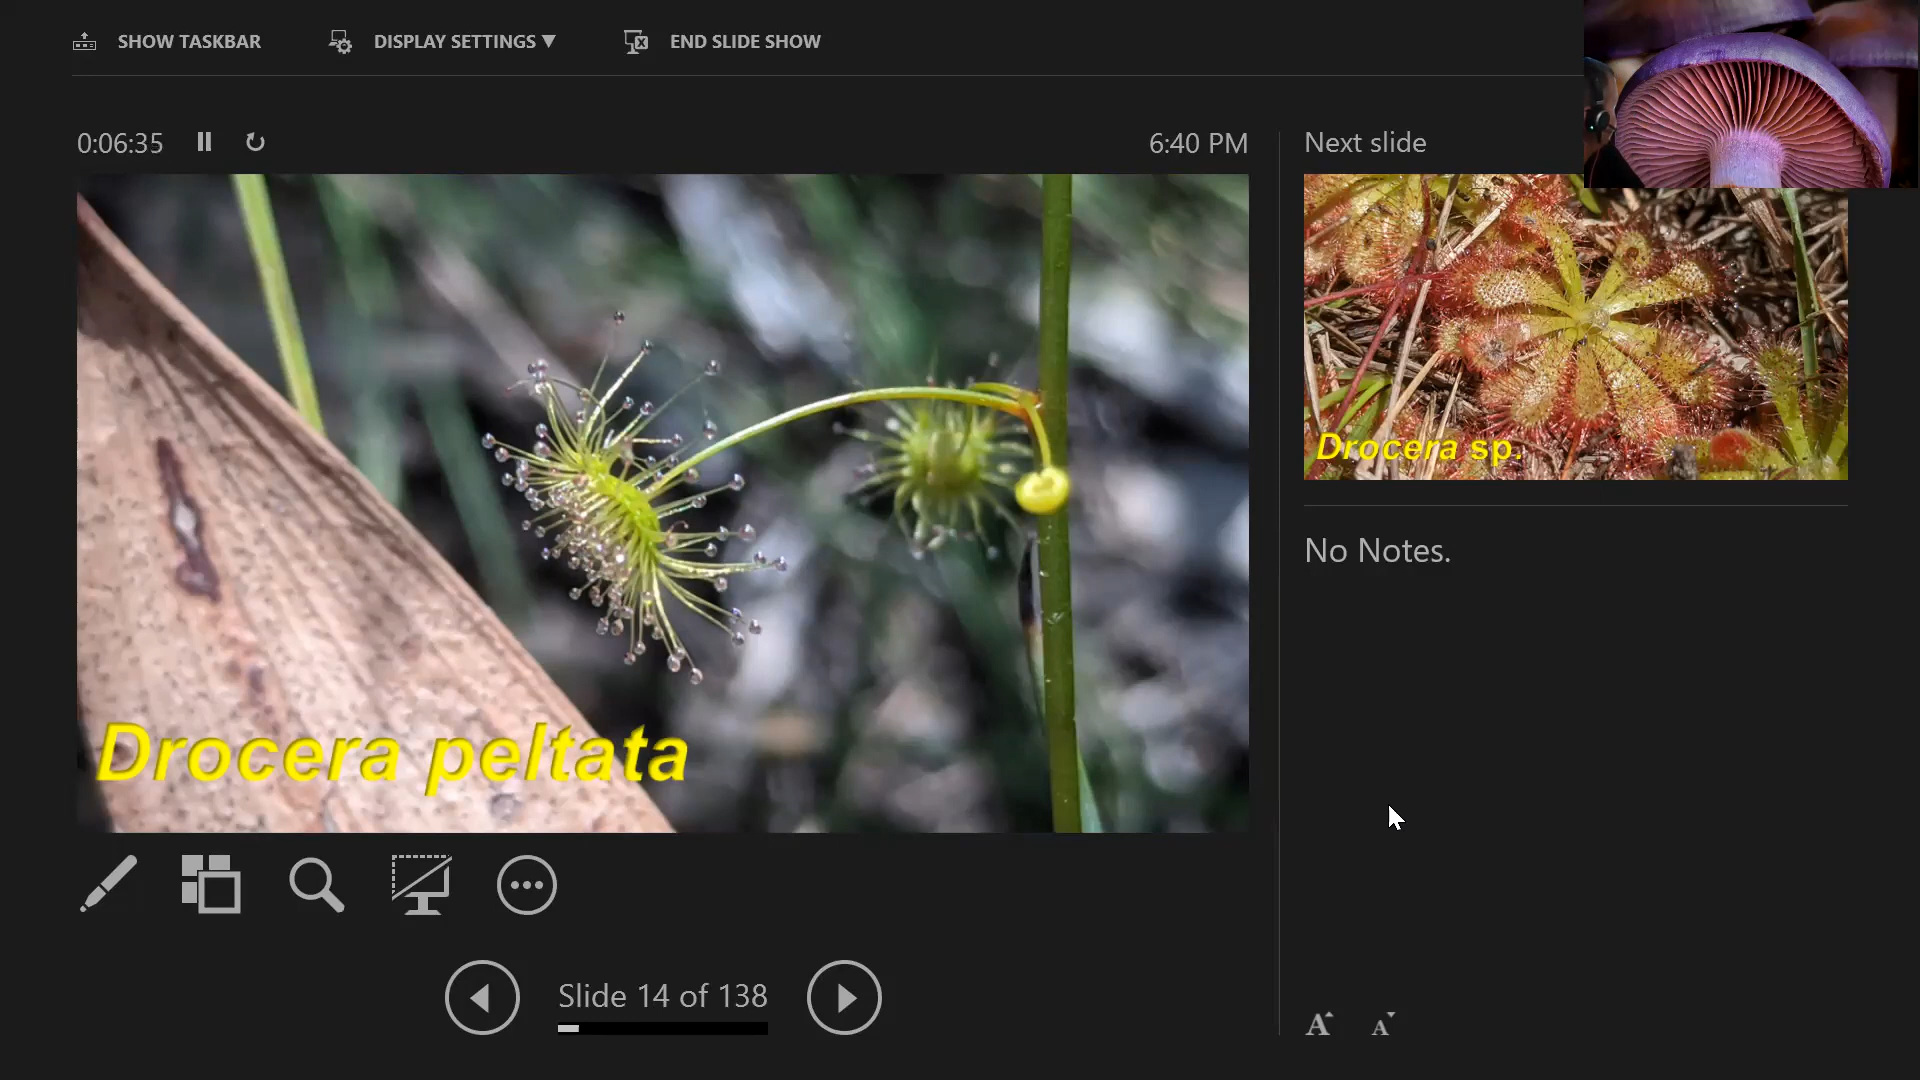 SHOW TASKBAR DISPLAY SETTINGS ▼ END SLIDE SHOW
0:06:35 6:40 PM
Drocera peltata
Slide 14 of 138
Next slide
Drocera sp.
No Notes.
A A